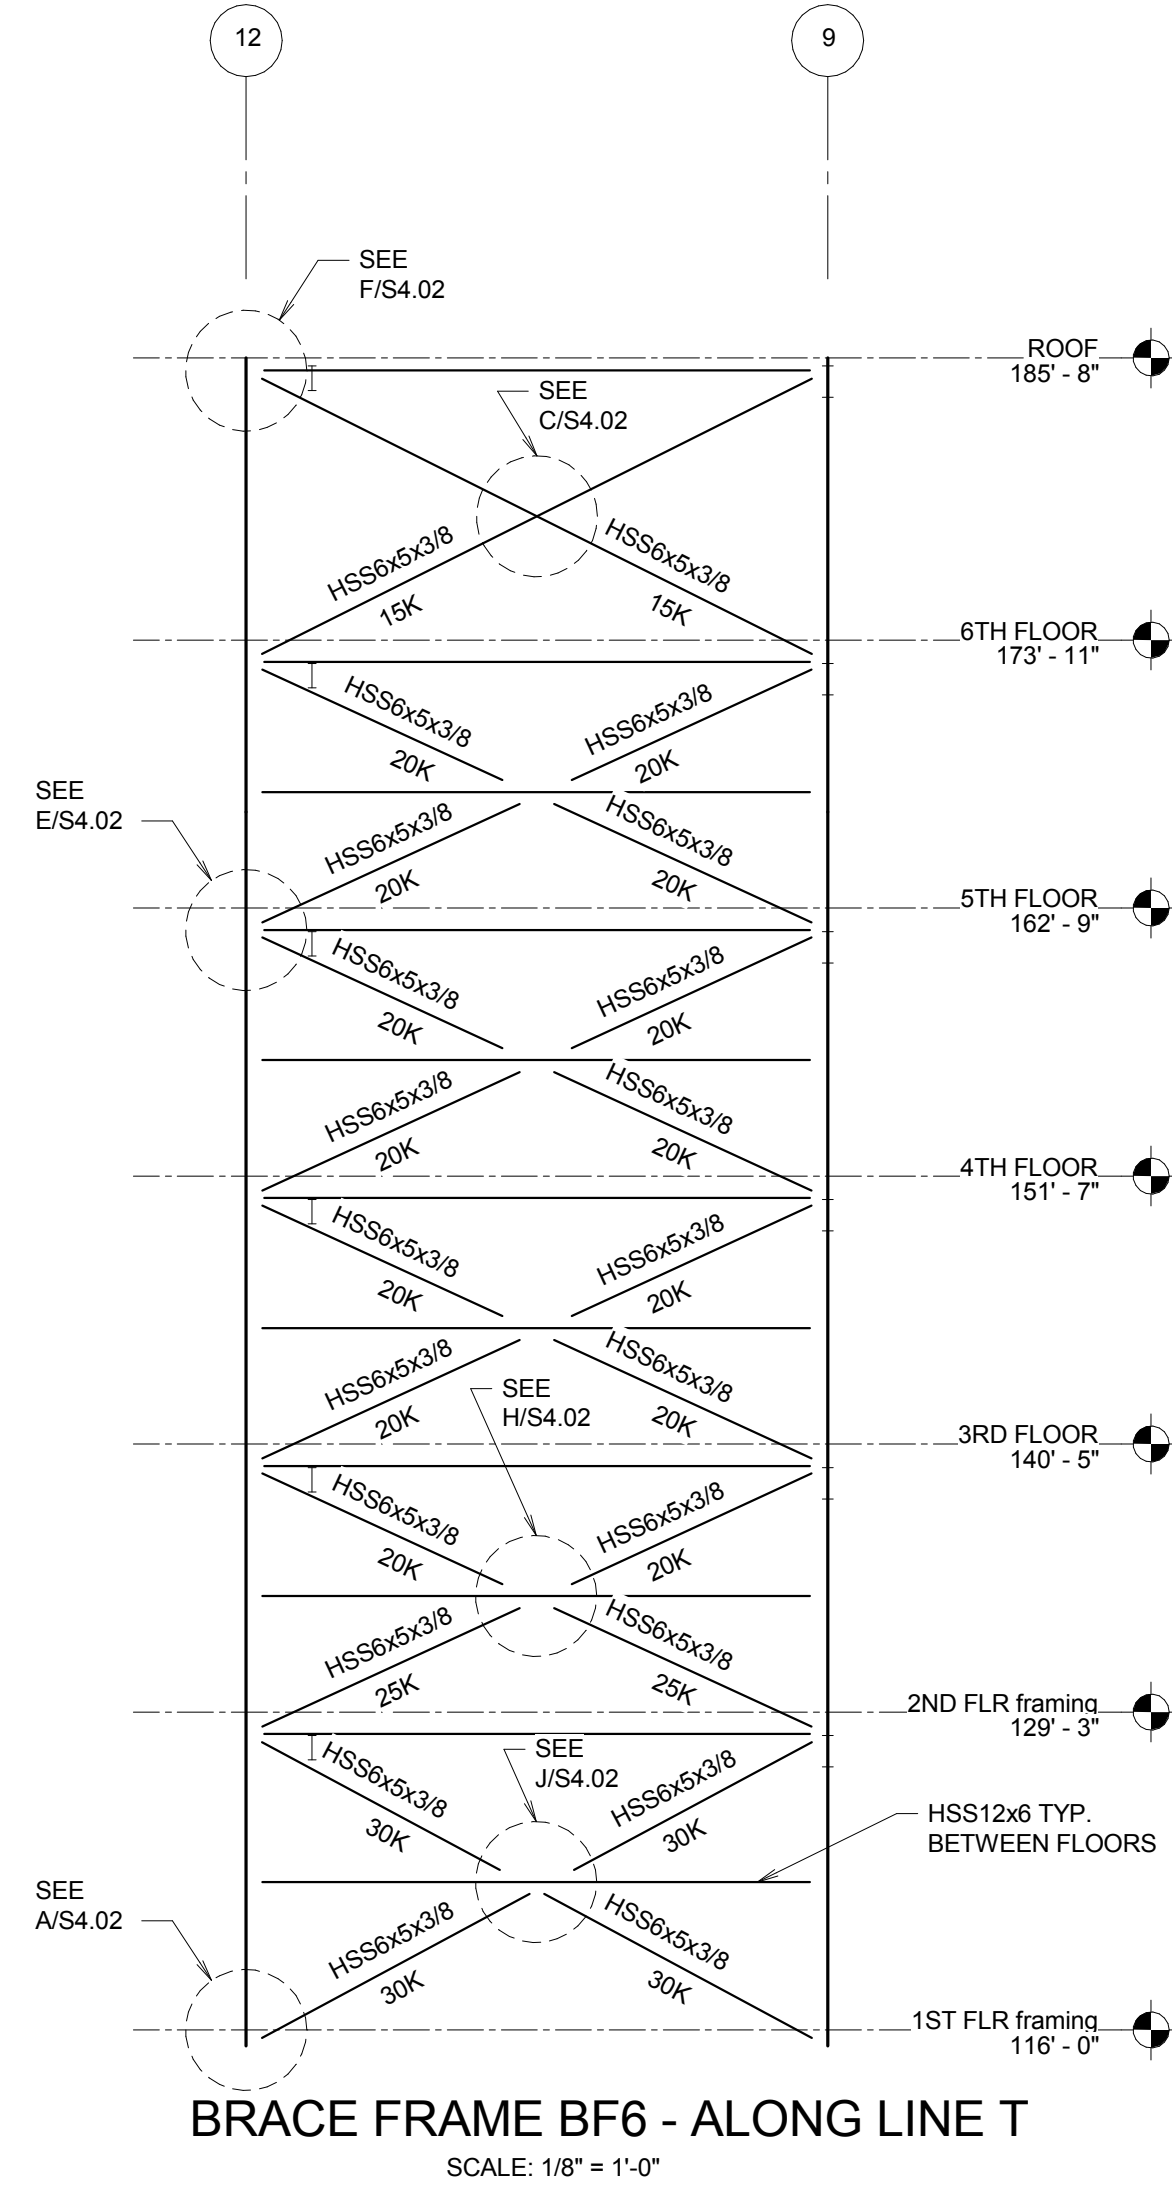 12
9
SEE
F/S4.02
ROOF
185' - 8"
SEE
C/S4.02
HSS6x5x3/8
HSS6x5x3/8
15K
15K
6TH FLOOR
173' - 11"
HSS6x5x3/8
HSS6x5x3/8
20K
20K
SEE
E/S4.02
HSS6x5x3/8
HSS6x5x3/8
20K
20K
5TH FLOOR
162' - 9"
HSS6x5x3/8
HSS6x5x3/8
20K
20K
HSS6x5x3/8
HSS6x5x3/8
20K
20K
4TH FLOOR
151' - 7"
HSS6x5x3/8
HSS6x5x3/8
20K
20K
HSS6x5x3/8
HSS6x5x3/8
20K
20K
SEE
H/S4.02
3RD FLOOR
140' - 5"
HSS6x5x3/8
HSS6x5x3/8
20K
20K
HSS6x5x3/8
HSS6x5x3/8
25K
25K
2ND FLR framing
129' - 3"
SEE
J/S4.02
HSS6x5x3/8
HSS6x5x3/8
30K
30K
HSS12x6 TYP.
BETWEEN FLOORS
SEE
A/S4.02
HSS6x5x3/8
HSS6x5x3/8
30K
30K
1ST FLR framing
116' - 0"
BRACE FRAME BF6 - ALONG LINE T
SCALE: 1/8" = 1'-0"